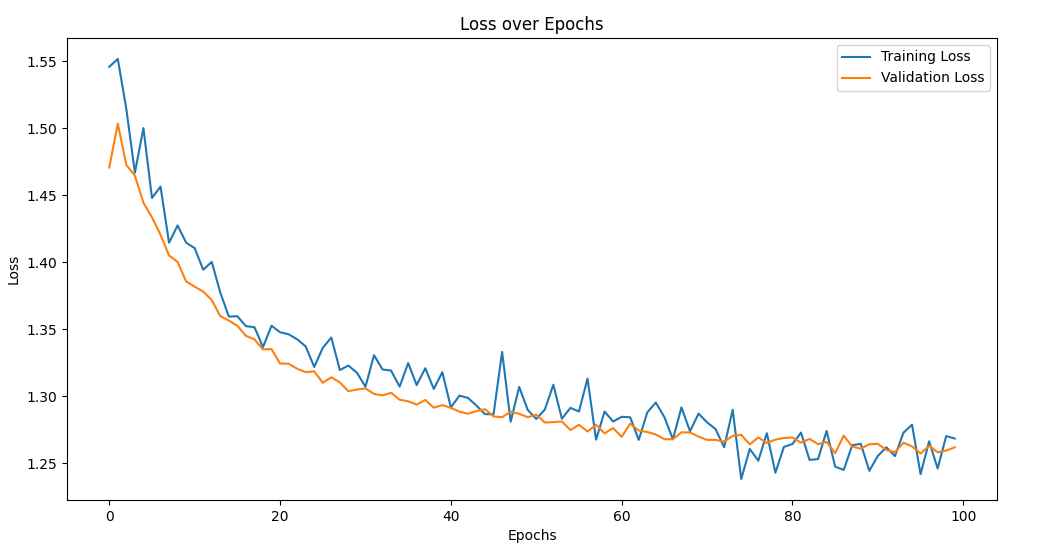 Loss over Epochs
Training Loss
Validation Loss
1.55
1.50
1.45
1.40
1.35
1.30
1.25
Loss
0
20
40
60
80
100
Epochs